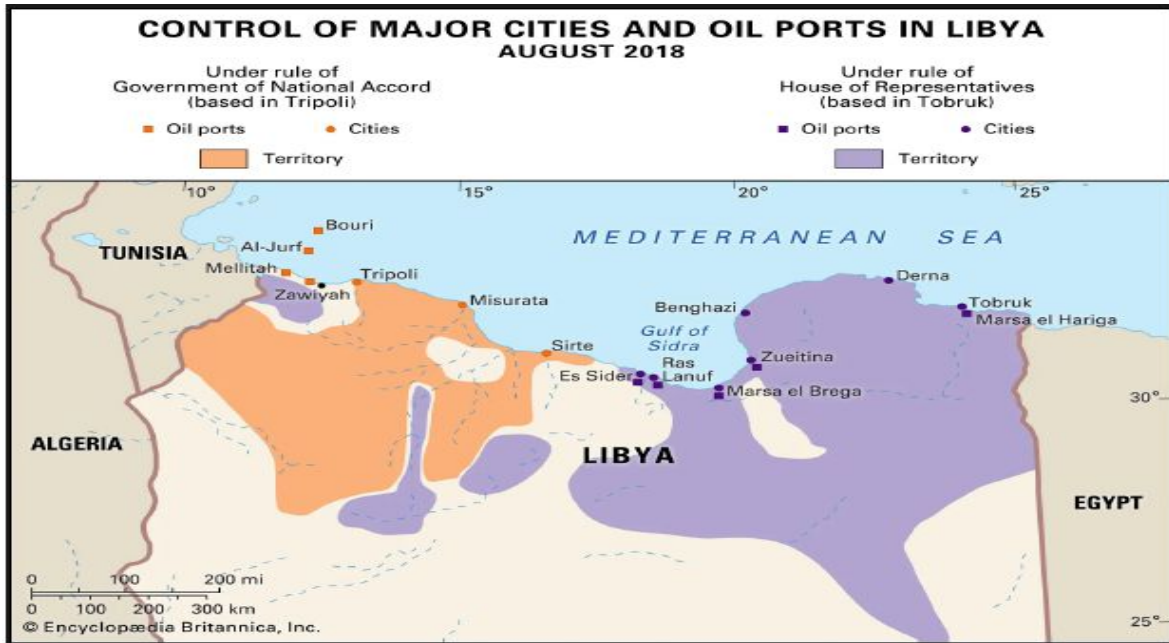 CONTROL OF MAJOR CITIES AND OIL PORTS IN LIBYA
AUGUST 2018
Under rule of
Government of National Accord
(based in Tripoli)
Oil ports
Cities
Territory
Under rule of
House of Representatives
(based in Tobruk)
Oil ports
Cities
Territory
10°
15°
20°
25°
Bouri
Al-Jurf
TUNISIA
MEDITERRANEAN SEA
Mellitah
Tripoli
Zawiyah
Misurata
Derna
Benghazi
Tobruk
Marsa el Hariga
Gulf of
Sidra
Sirte
Zueitina
Es Sider
Ras
Lanuf
Marsa el Brega
30°
ALGERIA
LIBYA
EGYPT
0 100 200 mi
0 100 200 300 km
© Encyclopædia Britannica, Inc.
25°